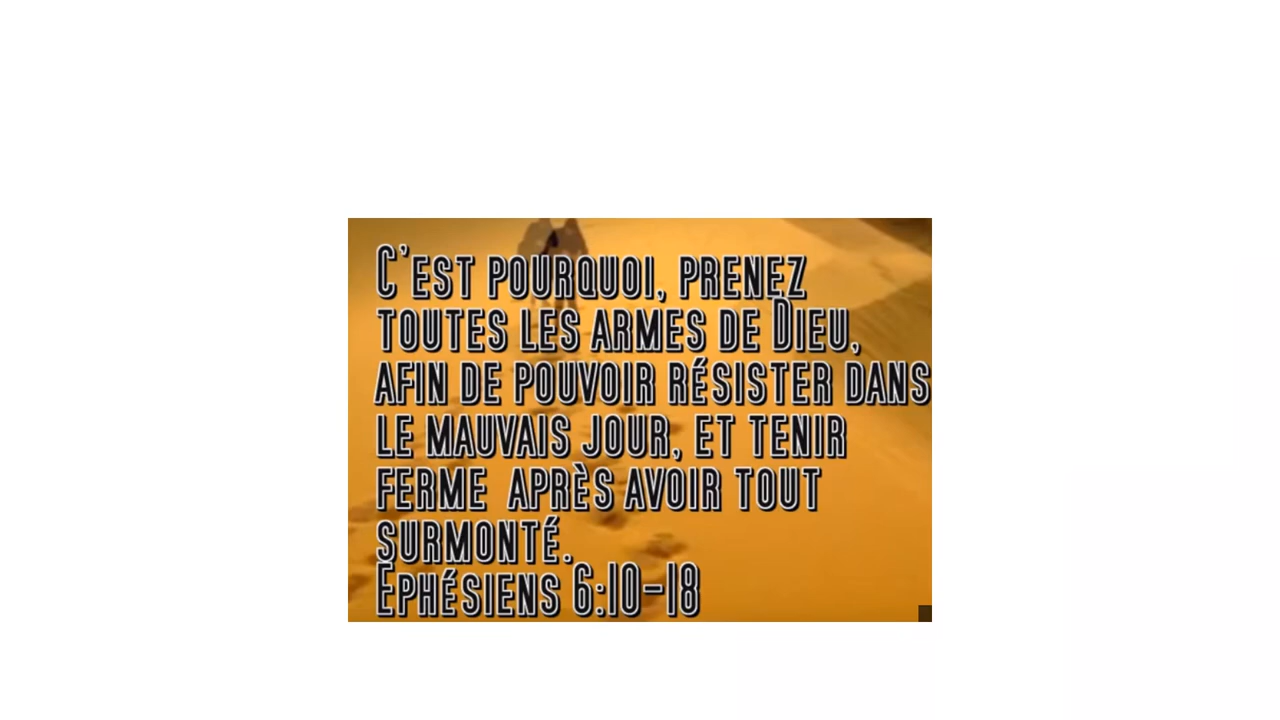 C'est pourquoi, prenez
toutes les armes de Dieu,
afin de pouvoir résister dans
le mauvais jour, et tenir
ferme après avoir tout
surmonté.
Ephésiens 6:10-18